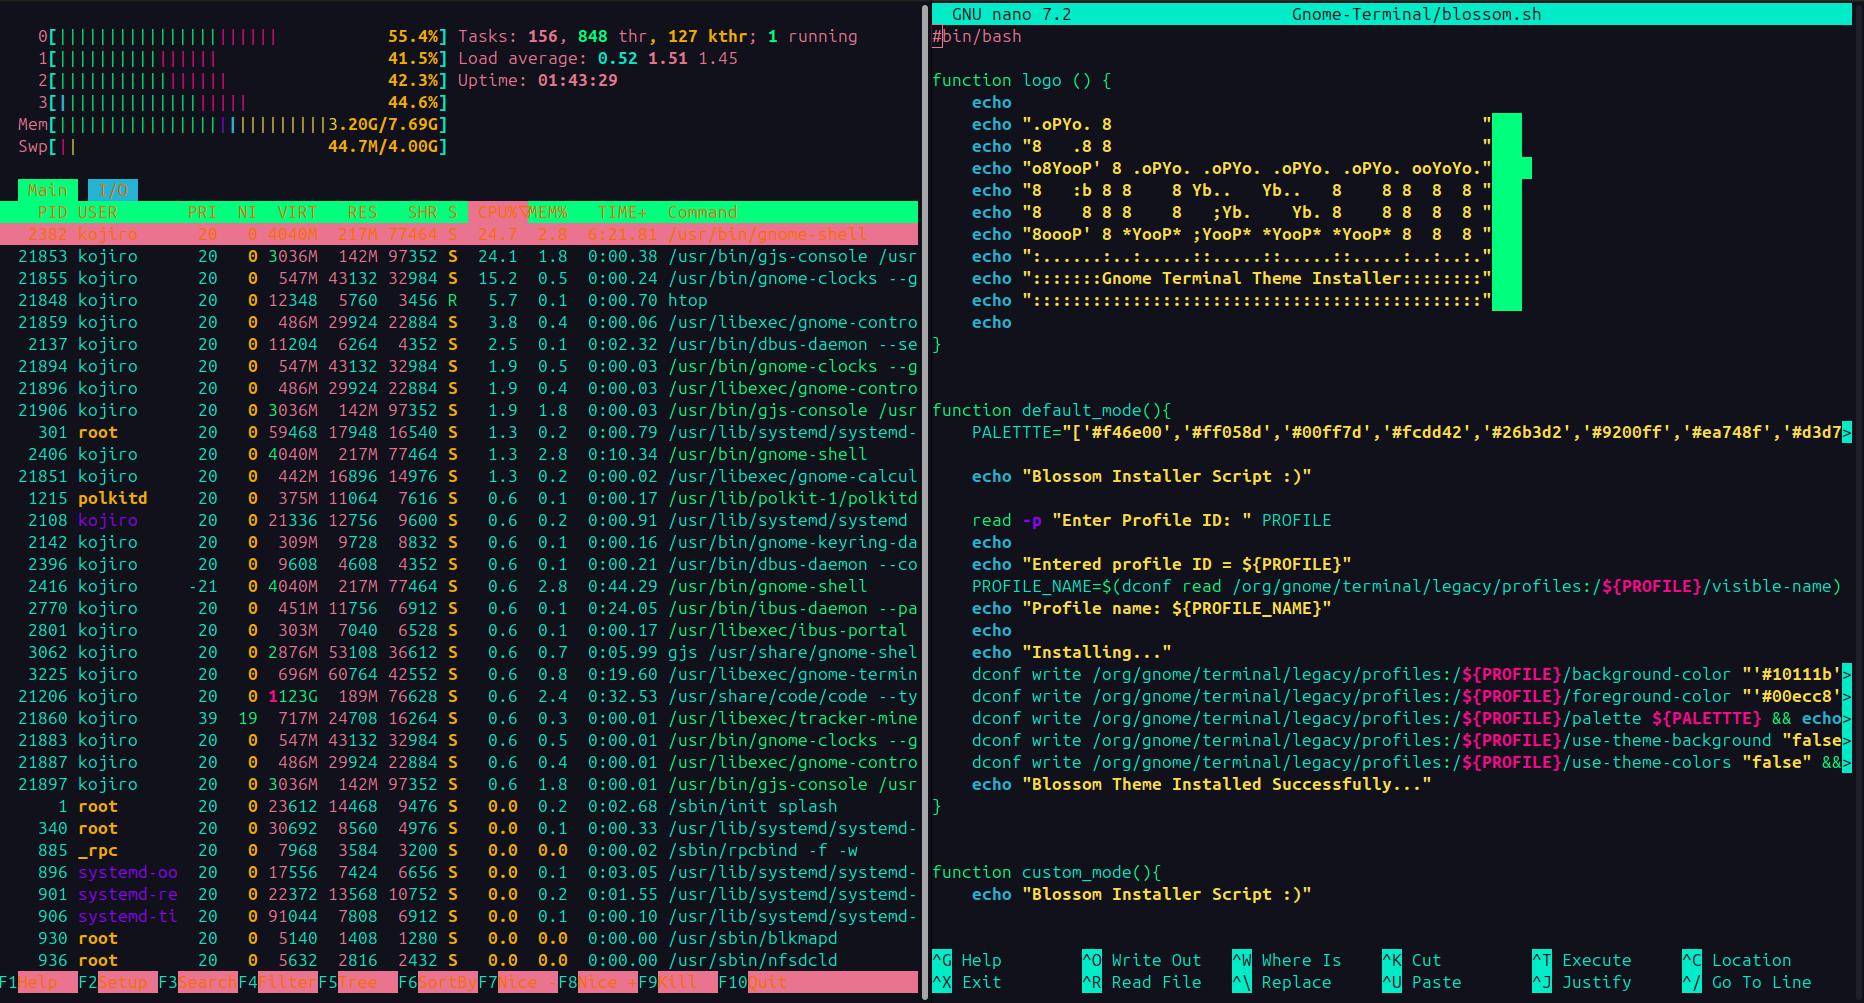 0[||||||||||||||||||||||          55.4%] Tasks: 156, 848 thr, 127 kthr; 1 running
1[||||||||||||||||                41.5%] Load average: 0.52 1.51 1.45
2[|||||||||||||||||               42.3%] Uptime: 01:43:29
3[|||||||||||||||||||             44.6%]
Mem[|||||||||||||||||||||||||||3.20G/7.69G]
Swp[||                        44.7M/4.00G]
Main I/O
PID USER PRI NI VIRT RES SHR S CPU%▽MEM% TIME+ Command
2382 kojiro 20 0 4040M 217M 77464 S 24.7 2.8 6:21.81 /usr/bin/gnome-shell
21853 kojiro 20 0 3036M 142M 97352 S 24.1 1.8 0:00.38 /usr/bin/gjs-console /usr
21855 kojiro 20 0 547M 43132 32984 S 15.2 0.5 0:00.24 /usr/bin/gnome-clocks --g
21848 kojiro 20 0 12348 5760 3456 R 5.7 0.1 0:00.70 htop
21859 kojiro 20 0 486M 29924 22884 S 3.8 0.4 0:00.06 /usr/libexec/gnome-contro
2137 kojiro 20 0 11204 6264 4352 S 2.5 0.1 0:02.32 /usr/bin/dbus-daemon --se
21894 kojiro 20 0 547M 43132 32984 S 1.9 0.5 0:00.03 /usr/bin/gnome-clocks --g
21896 kojiro 20 0 486M 29924 22884 S 1.9 0.4 0:00.03 /usr/libexec/gnome-contro
21906 kojiro 20 0 3036M 142M 97352 S 1.9 1.8 0:00.03 /usr/bin/gjs-console /usr
301 root 20 0 59468 17948 16540 S 1.3 0.2 0:00.79 /usr/lib/systemd/systemd-
2406 kojiro 20 0 4040M 217M 77464 S 1.3 2.8 0:10.34 /usr/bin/gnome-shell
21851 kojiro 20 0 442M 16896 14976 S 1.3 0.2 0:00.02 /usr/libexec/gnome-calcul
1215 polkitd 20 0 375M 11064 7616 S 0.6 0.1 0:00.17 /usr/lib/polkit-1/polkitd
2108 kojiro 20 0 21336 12756 9600 S 0.6 0.2 0:00.91 /usr/lib/systemd/systemd
2142 kojiro 20 0 309M 9728 8832 S 0.6 0.1 0:00.16 /usr/bin/gnome-keyring-da
2396 kojiro 20 0 9608 4608 4352 S 0.6 0.1 0:00.21 /usr/bin/dbus-daemon --co
2416 kojiro -21 0 4040M 217M 77464 S 0.6 2.8 0:44.29 /usr/bin/gnome-shell
2770 kojiro 20 0 451M 11756 6912 S 0.6 0.1 0:24.05 /usr/bin/ibus-daemon --pa
2801 kojiro 20 0 303M 7040 6528 S 0.6 0.1 0:00.17 /usr/libexec/ibus-portal
3062 kojiro 20 0 2876M 53108 36612 S 0.6 0.7 0:05.99 gjs /usr/share/gnome-shel
3225 kojiro 20 0 696M 60764 42552 S 0.6 0.8 0:19.60 /usr/libexec/gnome-termin
21206 kojiro 20 0 1123G 189M 76628 S 0.6 2.4 0:32.53 /usr/share/code/code --ty
21860 kojiro 39 19 717M 24708 16264 S 0.6 0.3 0:00.01 /usr/libexec/tracker-mine
21883 kojiro 20 0 547M 43132 32984 S 0.6 0.5 0:00.01 /usr/bin/gnome-clocks --g
21887 kojiro 20 0 486M 29924 22884 S 0.6 0.4 0:00.01 /usr/libexec/gnome-contro
21897 kojiro 20 0 3036M 142M 97352 S 0.6 1.8 0:00.01 /usr/bin/gjs-console /usr
1 root 20 0 23612 14468 9476 S 0.0 0.2 0:02.68 /sbin/init splash
340 root 20 0 30692 8560 4976 S 0.0 0.1 0:00.33 /usr/lib/systemd/systemd-
885 _rpc 20 0 7968 3584 3200 S 0.0 0.0 0:00.02 /sbin/rpcbind -f -w
896 systemd-oo 20 0 17556 7424 6656 S 0.0 0.1 0:03.05 /usr/lib/systemd/systemd-
901 systemd-re 20 0 22372 13568 10752 S 0.0 0.2 0:01.55 /usr/lib/systemd/systemd-
906 systemd-ti 20 0 91044 7808 6912 S 0.0 0.1 0:00.10 /usr/lib/systemd/systemd-
930 root 20 0 5140 1408 1280 S 0.0 0.0 0:00.00 /usr/sbin/blkmapd
936 root 20 0 5632 2816 2432 S 0.0 0.0 0:00.00 /usr/sbin/nfsdcld
F1Help F2Setup F3SearchF4FilterF5Tree F6SortByF7Nice -F8Nice +F9Kill F10Quit
GNU nano 7.2 Gnome-Terminal/blossom.sh
#bin/bash
function logo () {
    echo
    echo ".oPYo. 8                                     "
    echo "8   .8 8                                     "
    echo "o8YooP' 8 .oPYo. .oPYo. .oPYo. .oPYo. ooYoYo."
    echo "8   :b 8 8    8 Yb..   Yb..   8    8 8  8  8 "
    echo "8    8 8 8    8   ;Yb.    Yb. 8    8 8  8  8 "
    echo "8oooP' 8 *YooP* ;YooP* *YooP* *YooP* 8  8  8 "
    echo ":......:..:.....::.....::.....::.....:..:..:."
    echo ":::::::Gnome Terminal Theme Installer::::::::"
    echo ":::::::::::::::::::::::::::::::::::::::::::::"
    echo
}
function default_mode(){
    PALETTTE="['#f46e00','#ff058d','#00ff7d','#fcdd42','#26b3d2','#9200ff','#ea748f','#d3d7>
    echo "Blossom Installer Script :)"
    read -p "Enter Profile ID: " PROFILE
    echo
    echo "Entered profile ID = ${PROFILE}"
    PROFILE_NAME=$(dconf read /org/gnome/terminal/legacy/profiles:/${PROFILE}/visible-name)
    echo "Profile name: ${PROFILE_NAME}"
    echo
    echo "Installing..."
    dconf write /org/gnome/terminal/legacy/profiles:/${PROFILE}/background-color "'#10111b'>
    dconf write /org/gnome/terminal/legacy/profiles:/${PROFILE}/foreground-color "'#00ecc8'>
    dconf write /org/gnome/terminal/legacy/profiles:/${PROFILE}/palette ${PALETTTE} && echo>
    dconf write /org/gnome/terminal/legacy/profiles:/${PROFILE}/use-theme-background "false>
    dconf write /org/gnome/terminal/legacy/profiles:/${PROFILE}/use-theme-colors "false" &&>
    echo "Blossom Theme Installed Successfully..."
}
function custom_mode(){
    echo "Blossom Installer Script :)"
^G Help ^O Write Out ^W Where Is ^K Cut ^T Execute ^C Location
^X Exit ^R Read File ^\ Replace ^U Paste ^J Justify ^/ Go To Line